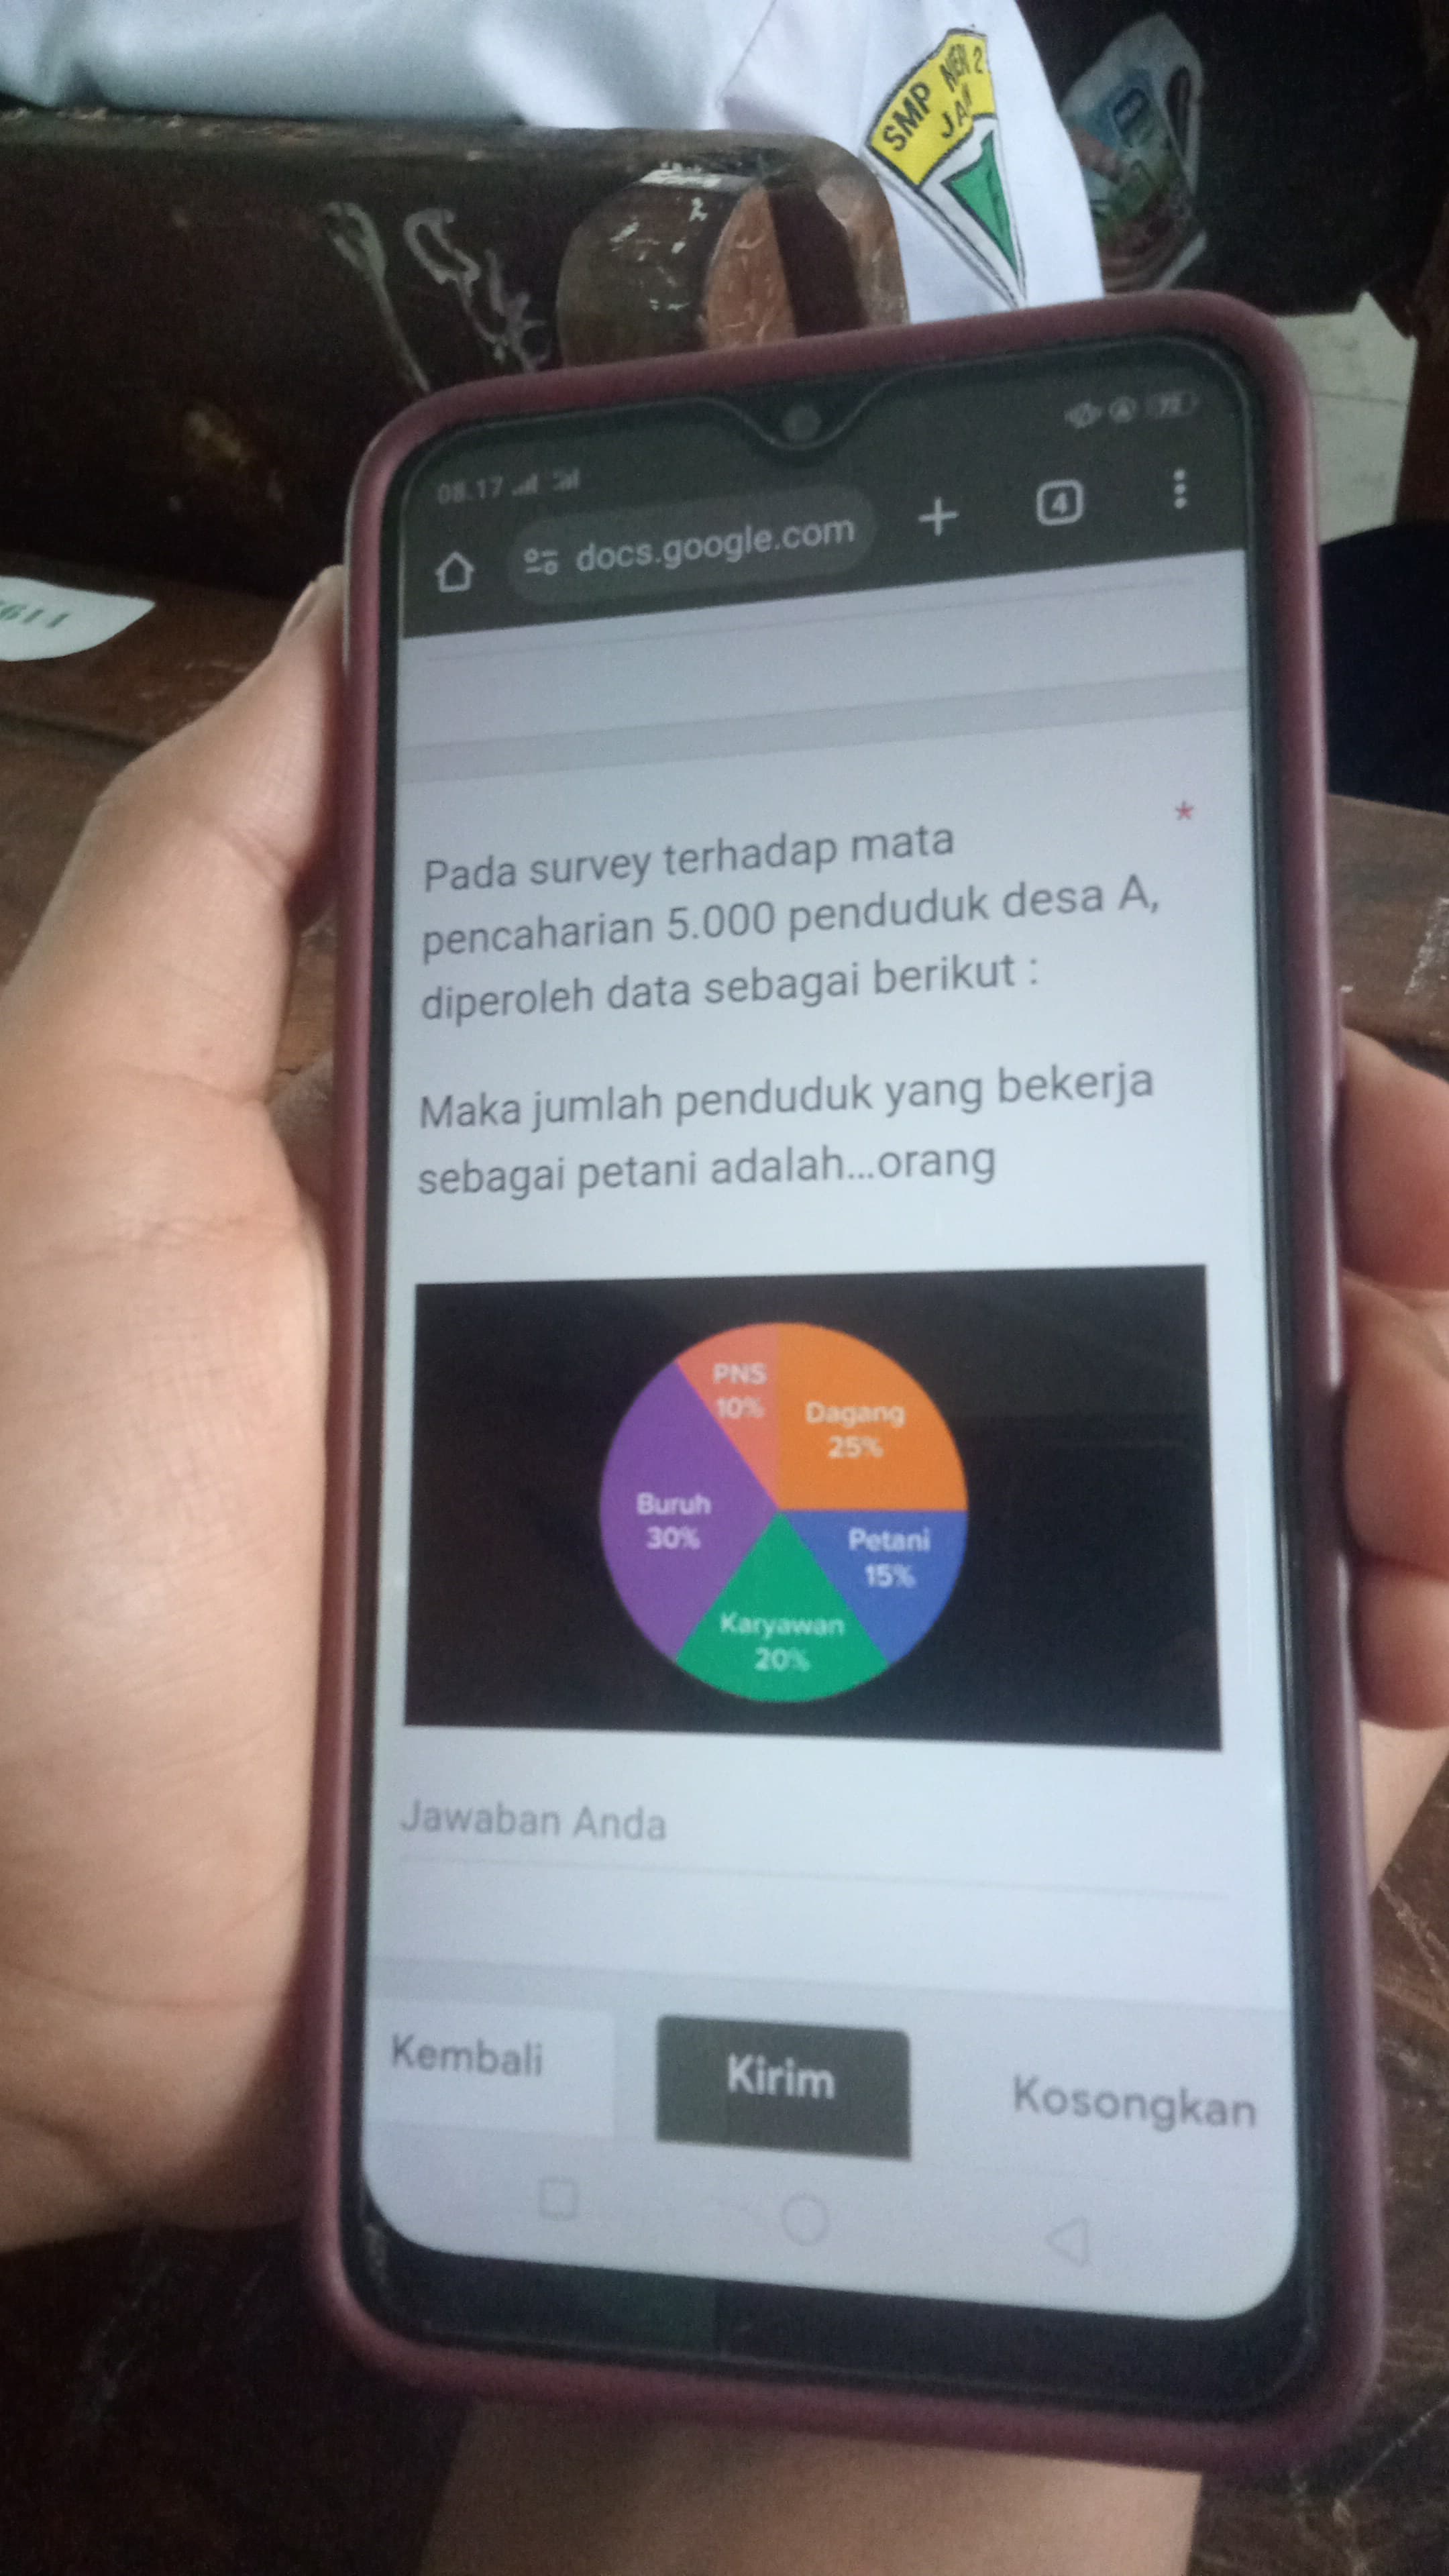 SMP NERI 2
08.17
docs.google.com
4
*
Pada survey terhadap mata
pencaharian 5.000 penduduk desa A,
diperoleh data sebagai berikut :
Maka jumlah penduduk yang bekerja
sebagai petani adalah...orang
PNS
10%
Dagang
25%
Buruh
30%
Petani
15%
Karyawan
20%
Jawaban Anda
Kembali
Kirim
Kosongkan